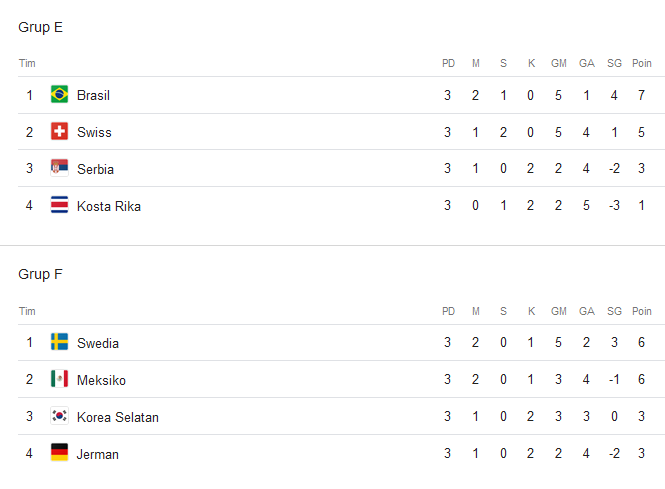 Grup E
Tim PD M S K GM GA SG Poin
1 Brasil 3 2 1 0 5 1 4 7
2 Swiss 3 1 2 0 5 4 1 5
3 Serbia 3 1 0 2 2 4 -2 3
4 Kosta Rika 3 0 1 2 2 5 -3 1
Grup F
Tim PD M S K GM GA SG Poin
1 Swedia 3 2 0 1 5 2 3 6
2 Meksiko 3 2 0 1 3 4 -1 6
3 Korea Selatan 3 1 0 2 3 3 0 3
4 Jerman 3 1 0 2 2 4 -2 3